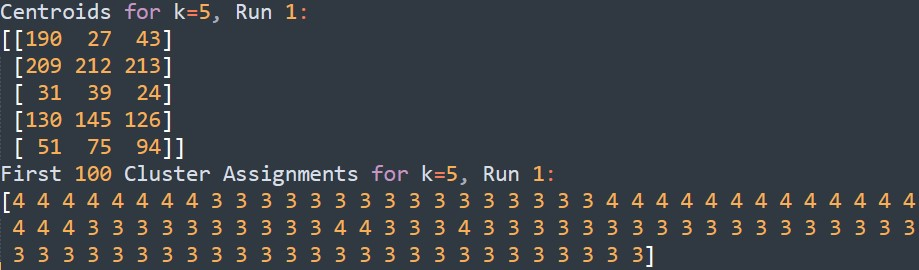 Centroids for k=5, Run 1:
[[190 27 43]
[209 212 213]
[ 31 39 24]
[130 145 126]
[ 51 75 94]]
First 100 Cluster Assignments for k=5, Run 1:
[4 4 4 4 4 4 4 4 3 3 3 3 3 3 3 3 3 3 3 3 3 3 3 3 4 4 4 4 4 4 4 4 4 4 4 4 4
4 4 4 3 3 3 3 3 3 3 3 3 3 4 4 3 3 3 4 3 3 3 3 3 3 3 3 3 3 3 3 3 3 3 3 3 3
3 3 3 3 3 3 3 3 3 3 3 3 3 3 3 3 3 3 3 3 3 3 3 3 3 3]